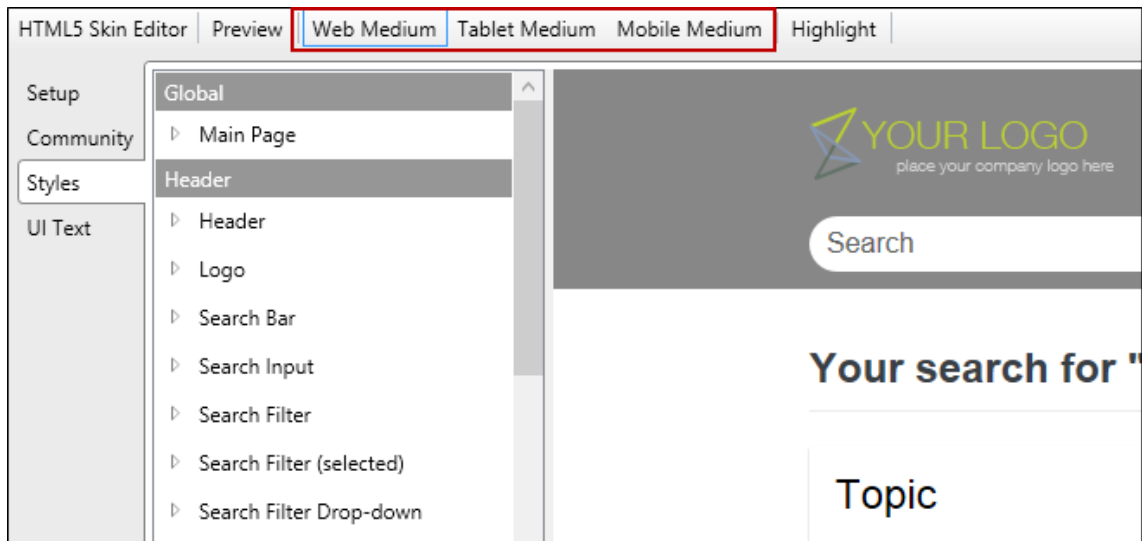 HTML5 Skin Editor Preview Web Medium Tablet Medium Mobile Medium Highlight
Setup
Community
Styles
UI Text
Global
Main Page
Header
Header
Logo
Search Bar
Search Input
Search Filter
Search Filter (selected)
Search Filter Drop-down
YOUR LOGO
place your company logo here
Search
Your search for "
Topic